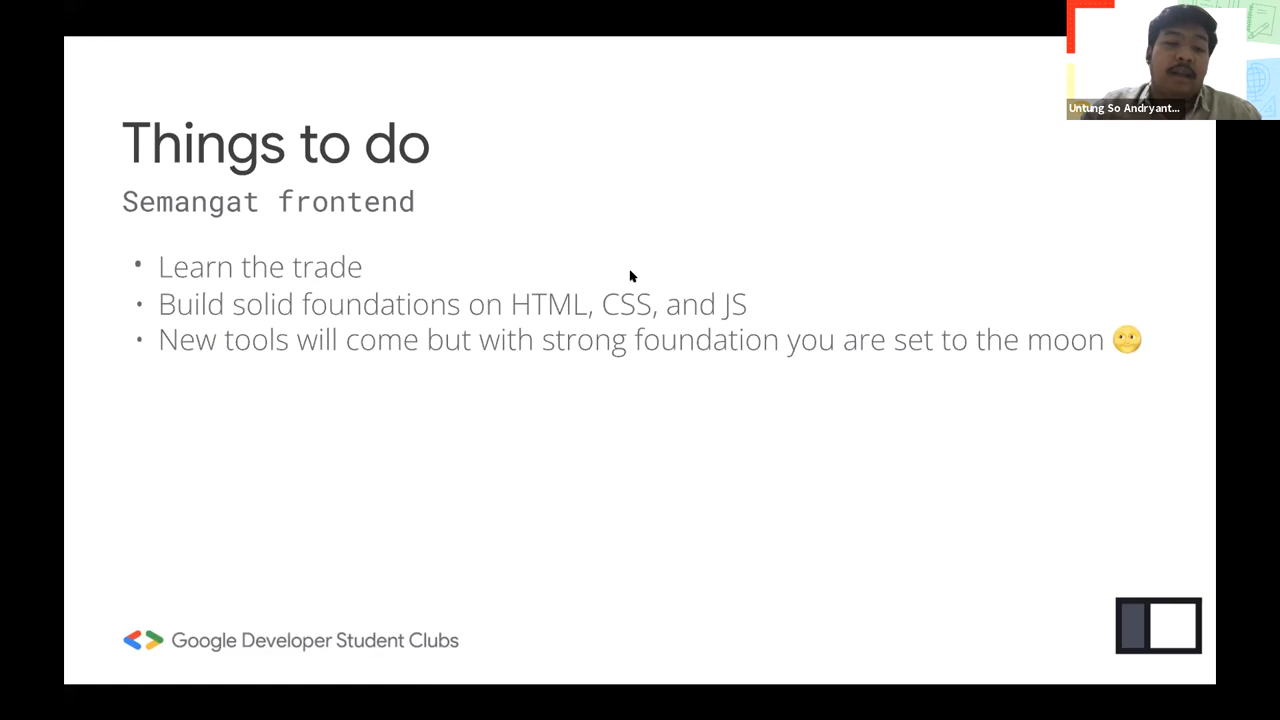 Things to do
Semangat frontend
• Learn the trade
• Build solid foundations on HTML, CSS, and JS
• New tools will come but with strong foundation you are set to the moon 🌝
Google Developer Student Clubs
Untung So Andryant...